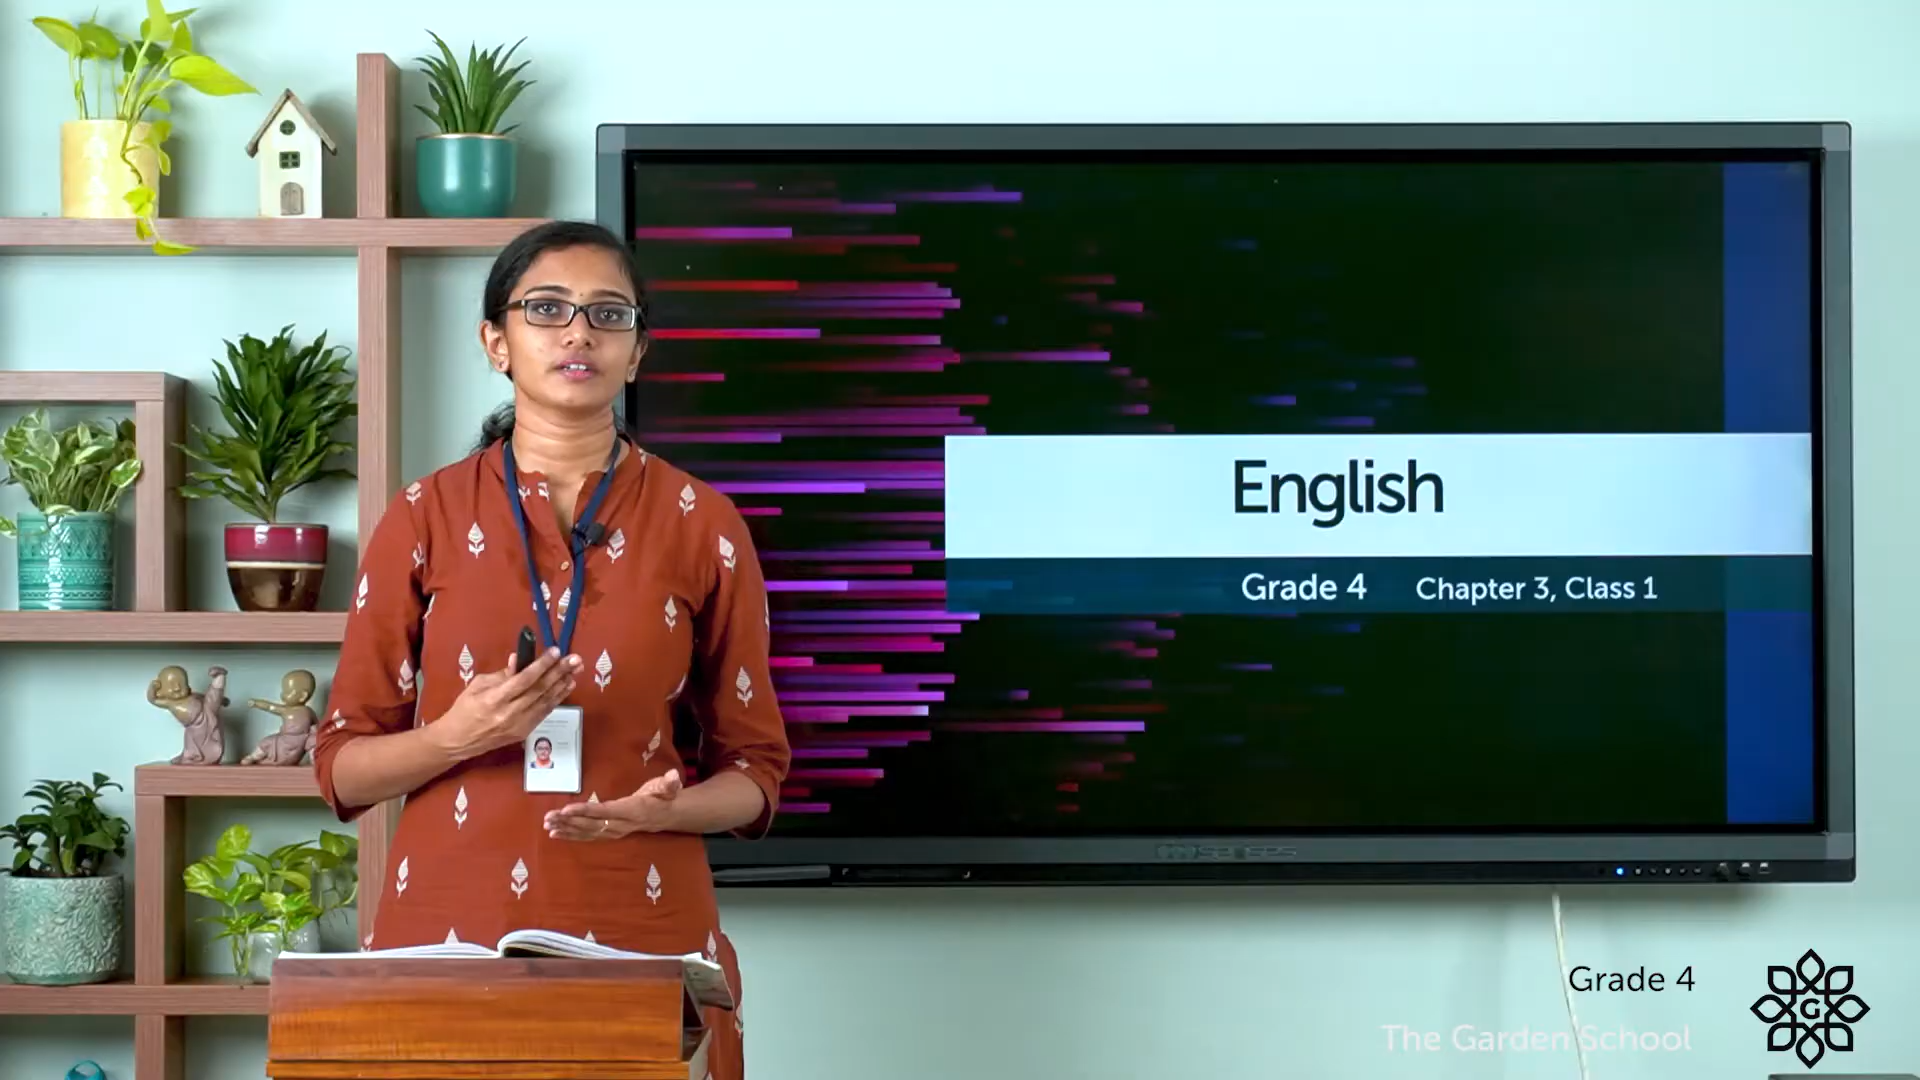 English
Grade 4 Chapter 3, Class 1
Grade 4
The Garden School
G